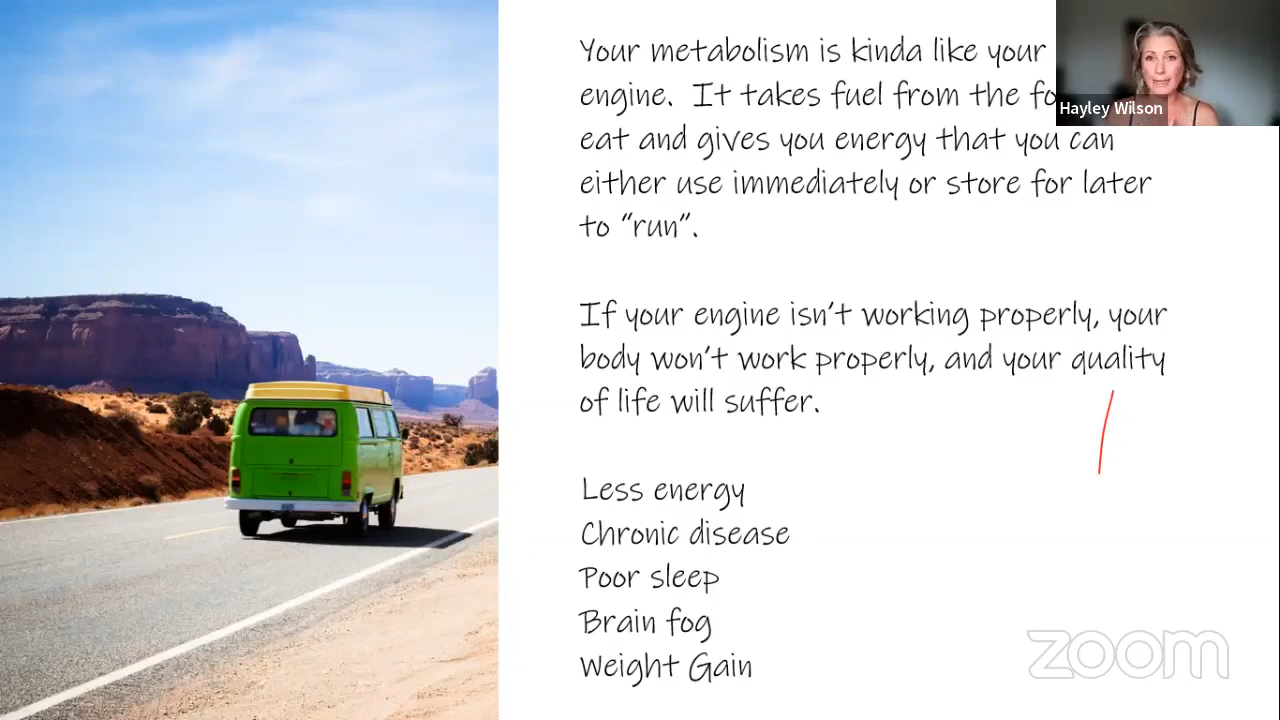 Your metabolism is kinda like your
engine. It takes fuel from the
eat and gives you energy that you can
either use immediately or store for later
to “run”.
If your engine isn’t working properly, your
body won’t work properly, and your quality
of life will suffer.
Less energy
Chronic disease
Poor sleep
Brain fog
Weight Gain
Hayley Wilson
zoom